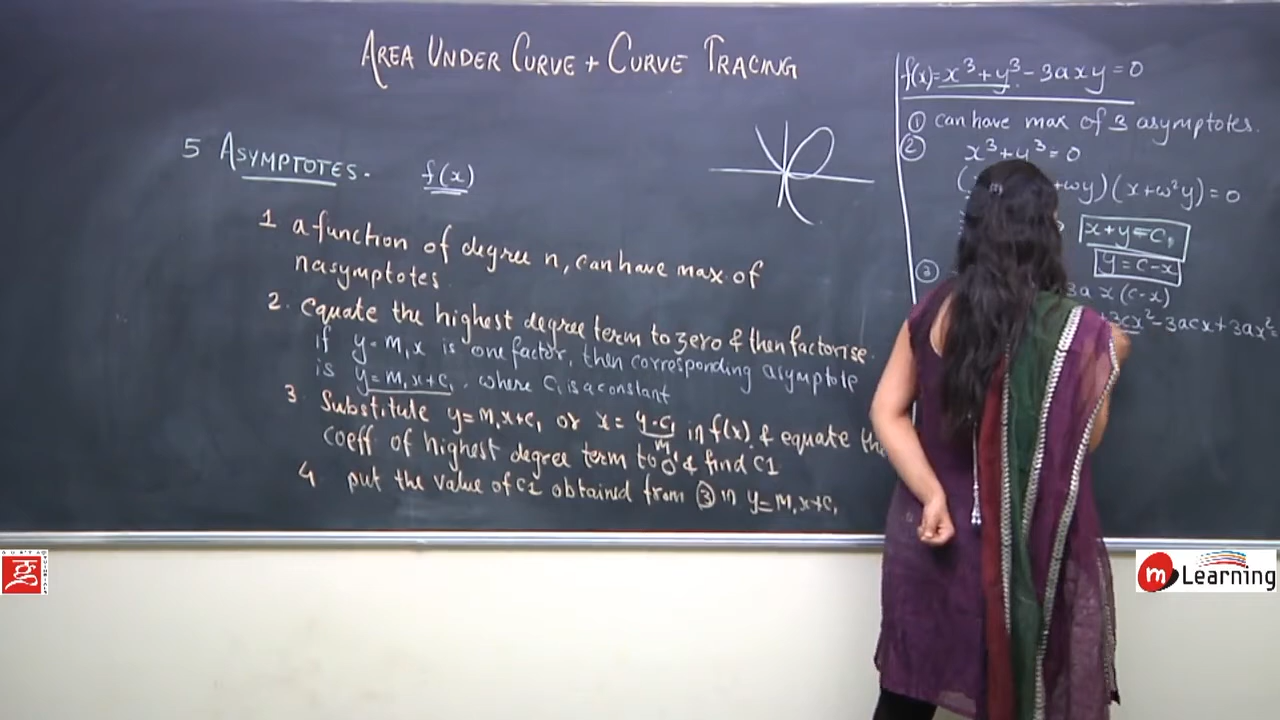 AREA UNDER CURVE + CURVE TRACING
5 ASYMPTOTES. f(x)
1 a function of degree n, can have max of
n asymptotes.
2. equate the highest degree term to zero & then factorise.
if y = M₁x is one factor, then corresponding asymptote
is y = M₁x + C₁, where C₁ is a constant
3. Substitute y = M₁x + C₁ or x = (y - C₁)/M₁ in f(x) & equate the
coeff of highest degree term to 0 & find C1
4. put the value of C1 obtained from ③ in y = M₁x + C₁
f(x) = x³ + y³ - 3axy = 0
① can have max of 3 asymptotes.
② x³ + y³ = 0
( + ωy) (x + ω²y) = 0
x + y = C₁
y = c - x
③ 3a x (c - x)
3cx² - 3acx + 3ax² =
GURTU
TUTORIALS
m Learning